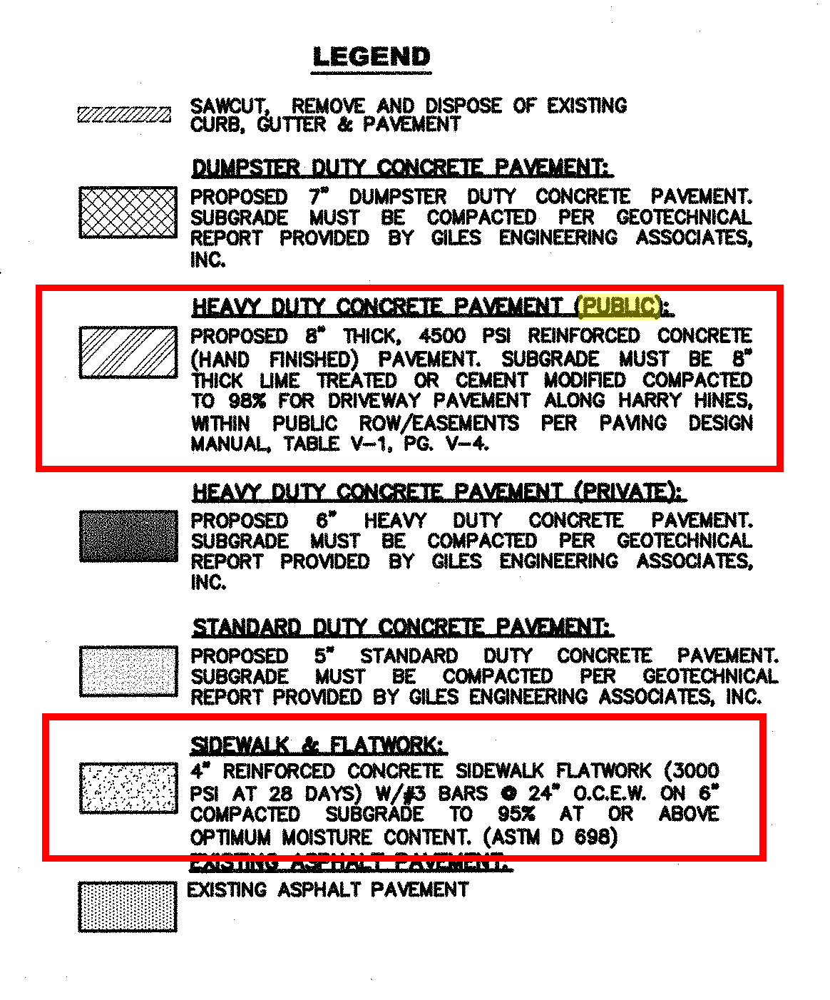 LEGEND
SAWCUT, REMOVE AND DISPOSE OF EXISTING
CURB, GUTTER & PAVEMENT
DUMPSTER DUTY CONCRETE PAVEMENT:
PROPOSED 7" DUMPSTER DUTY CONCRETE PAVEMENT.
SUBGRADE MUST BE COMPACTED PER GEOTECHNICAL
REPORT PROVIDED BY GILES ENGINEERING ASSOCIATES,
INC.
HEAVY DUTY CONCRETE PAVEMENT (PUBLIC):
PROPOSED 8" THICK, 4500 PSI REINFORCED CONCRETE
(HAND FINISHED) PAVEMENT. SUBGRADE MUST BE 8"
THICK LIME TREATED OR CEMENT MODIFIED COMPACTED
TO 98% FOR DRIVEWAY PAVEMENT ALONG HARRY HINES,
WITHIN PUBLIC ROW/EASEMENTS PER PAVING DESIGN
MANUAL, TABLE V-1, PG. V-4.
HEAVY DUTY CONCRETE PAVEMENT (PRIVATE):
PROPOSED 6" HEAVY DUTY CONCRETE PAVEMENT.
SUBGRADE MUST BE COMPACTED PER GEOTECHNICAL
REPORT PROVIDED BY GILES ENGINEERING ASSOCIATES,
INC.
STANDARD DUTY CONCRETE PAVEMENT:
PROPOSED 5" STANDARD DUTY CONCRETE PAVEMENT.
SUBGRADE MUST BE COMPACTED PER GEOTECHNICAL
REPORT PROVIDED BY GILES ENGINEERING ASSOCIATES, INC.
SIDEWALK & FLATWORK:
4" REINFORCED CONCRETE SIDEWALK FLATWORK (3000
PSI AT 28 DAYS) W/#3 BARS @ 24" O.C.E.W. ON 6"
COMPACTED SUBGRADE TO 95% AT OR ABOVE
OPTIMUM MOISTURE CONTENT. (ASTM D 698)
EXISTING ASPHALT PAVEMENT:
EXISTING ASPHALT PAVEMENT